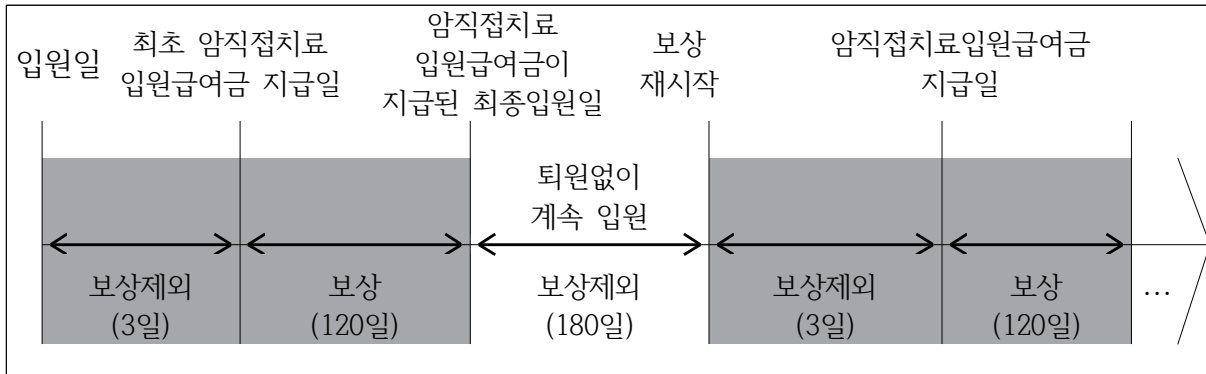 입원일
최초 암직접치료
입원급여금 지급일
암직접치료
입원급여금이
지급된 최종입원일
보상
재시작
암직접치료입원급여금
지급일
퇴원없이
계속 입원
보상제외
(3일)
보상
(120일)
보상제외
(180일)
보상제외
(3일)
보상
(120일)
…